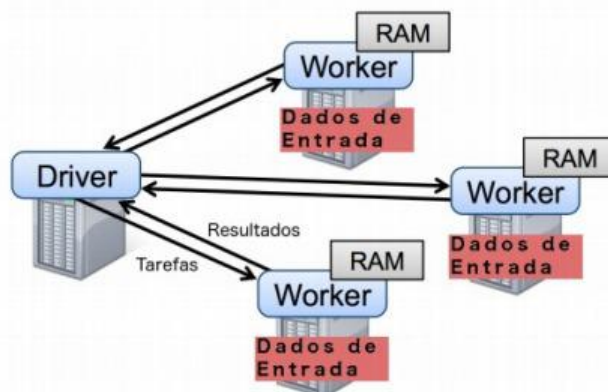 RAM
Worker
Dados de
Entrada
RAM
Worker
Driver
Dados de
Entrada
Resultados
Tarefas
RAM
Worker
Dados de
Entrada